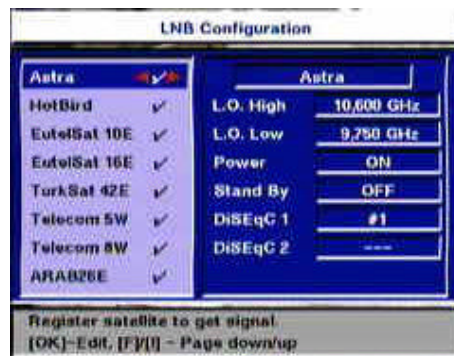 LNB Configuration
Astra
HotBird
EutelSat 10E
EutelSat 16E
TurkSat 42E
Telecom 5W
Telecom 8W
ARAB26E
Astra
L.O. High 10,600 GHz
L.O. Low 9,750 GHz
Power ON
Stand By OFF
DiSEqC 1 #1
DiSEqC 2 ---
Register satellite to get signal
[OK]-Edit, [F]/[I] - Page down/up